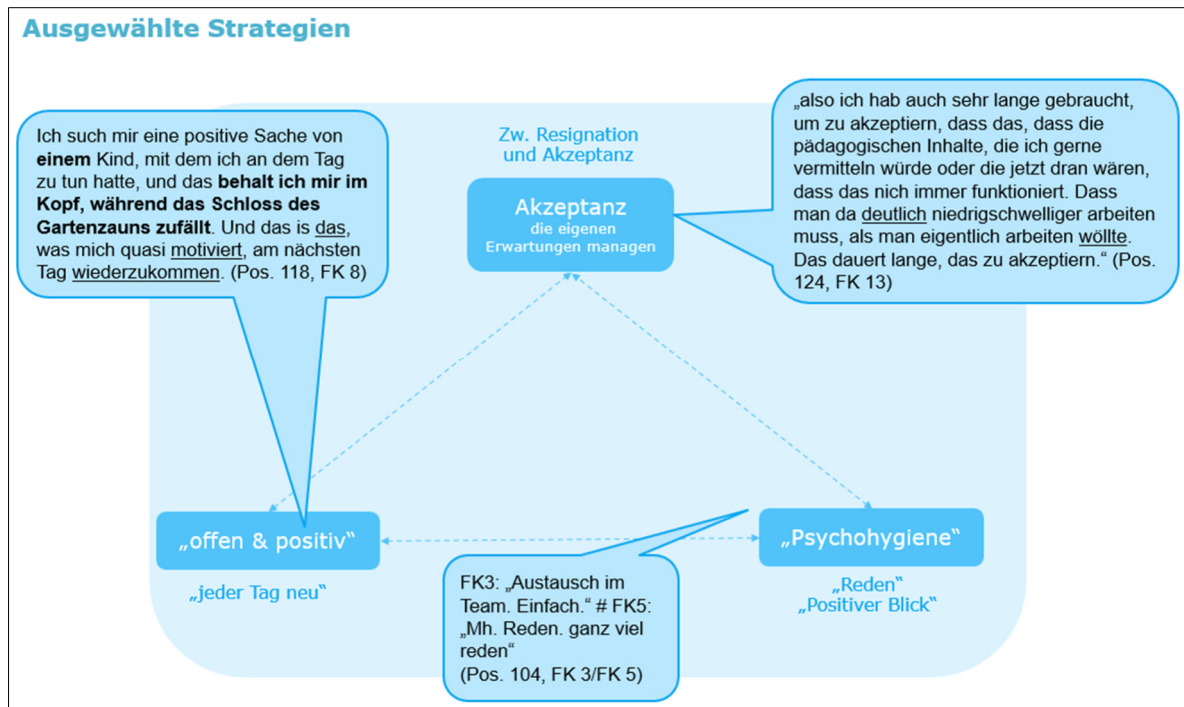 Ausgewählte Strategien
Ich such mir eine positive Sache von
einem Kind, mit dem ich an dem Tag
zu tun hatte, und das behalt ich mir im
Kopf, während das Schloss des
Gartenzauns zufällt. Und das is das,
was mich quasi motiviert, am nächsten
Tag wiederzukommen. (Pos. 118, FK 8)
Zw. Resignation
und Akzeptanz
Akzeptanz
die eigenen
Erwartungen managen
„also ich hab auch sehr lange gebraucht,
um zu akzeptieren, dass das, dass die
pädagogischen Inhalte, die ich gerne
vermitteln würde oder die jetzt dran wären,
dass das nich immer funktioniert. Dass
man da deutlich niedrigschwelliger arbeiten
muss, als man eigentlich arbeiten wöllte.
Das dauert lange, das zu akzeptieren.“ (Pos.
124, FK 13)
„offen & positiv“
„jeder Tag neu“
FK3: „Austausch im
Team. Einfach.“ # FK5:
„Mh. Reden. ganz viel
reden“
(Pos. 104, FK 3/FK 5)
„Psychohygiene“
„Reden“
„Positiver Blick“